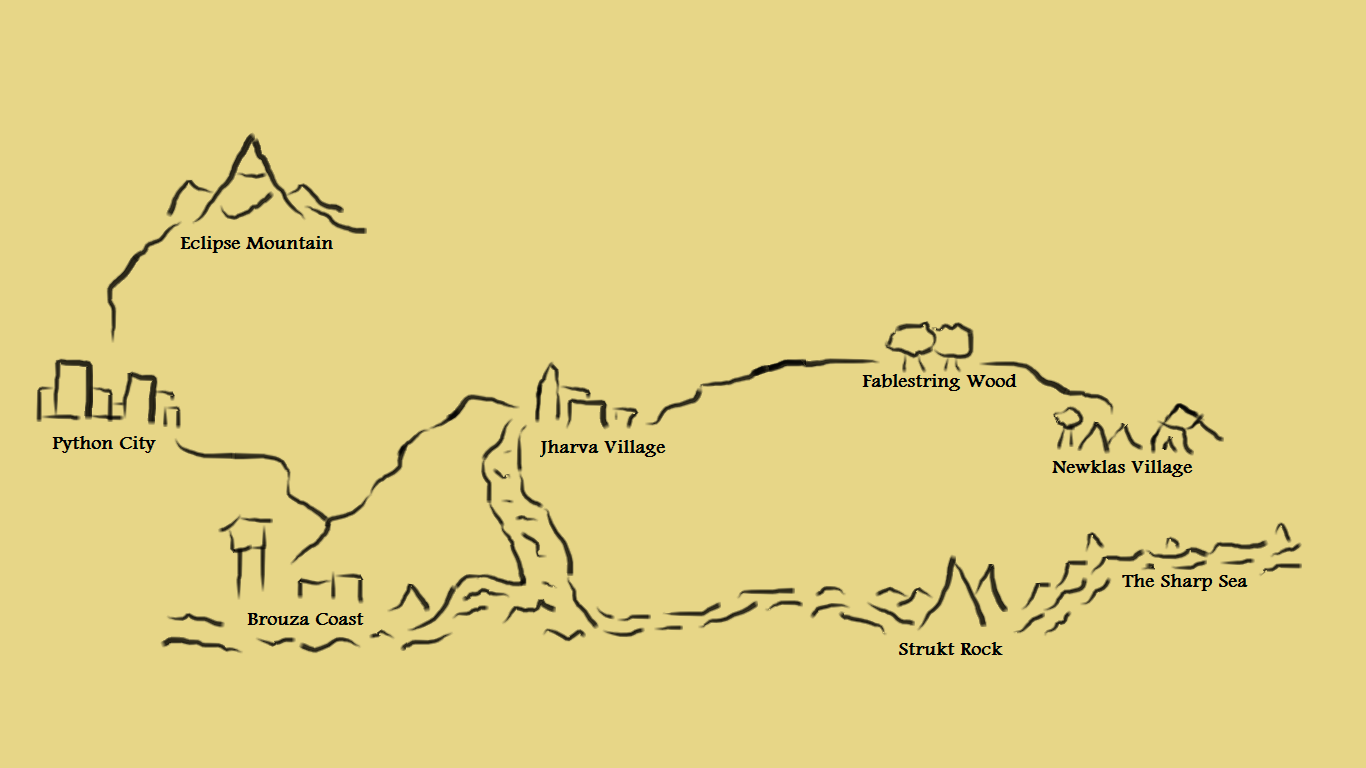 Eclipse Mountain
Fablestring Wood
Python City
Jharva Village
Newklas Village
The Sharp Sea
Brouza Coast
Strukt Rock